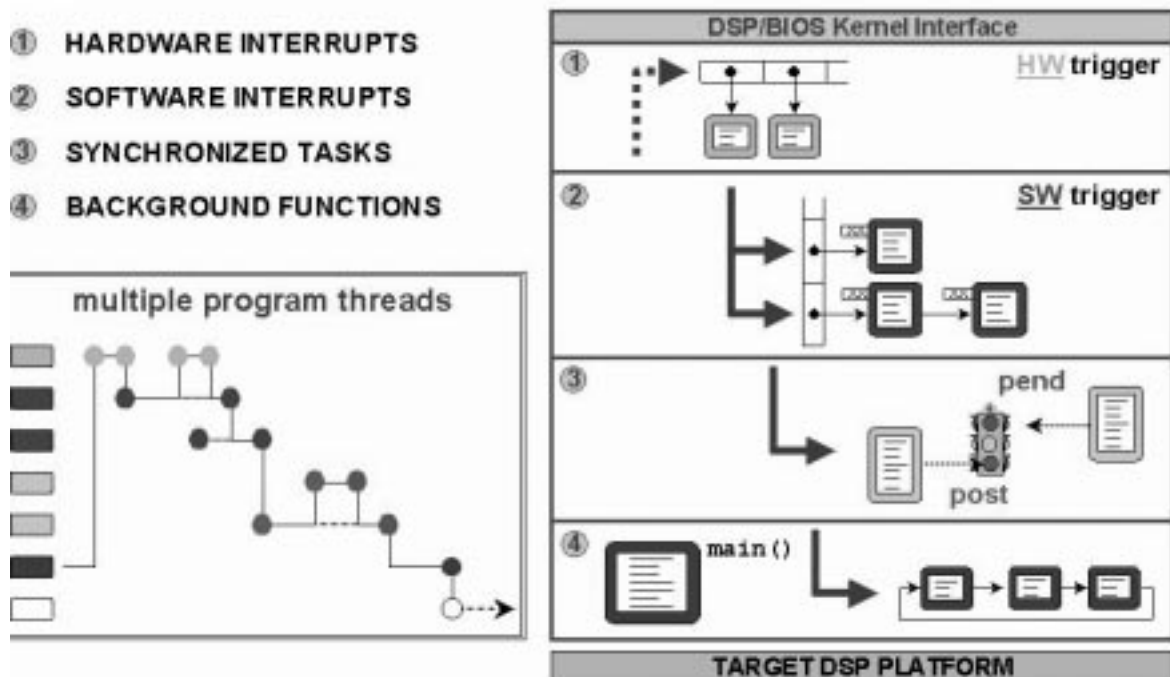 1 HARDWARE INTERRUPTS
2 SOFTWARE INTERRUPTS
3 SYNCHRONIZED TASKS
4 BACKGROUND FUNCTIONS
multiple program threads
DSP/BIOS Kernel Interface
1 HW trigger
2 SW trigger
3 pend
post
4 main()
TARGET DSP PLATFORM